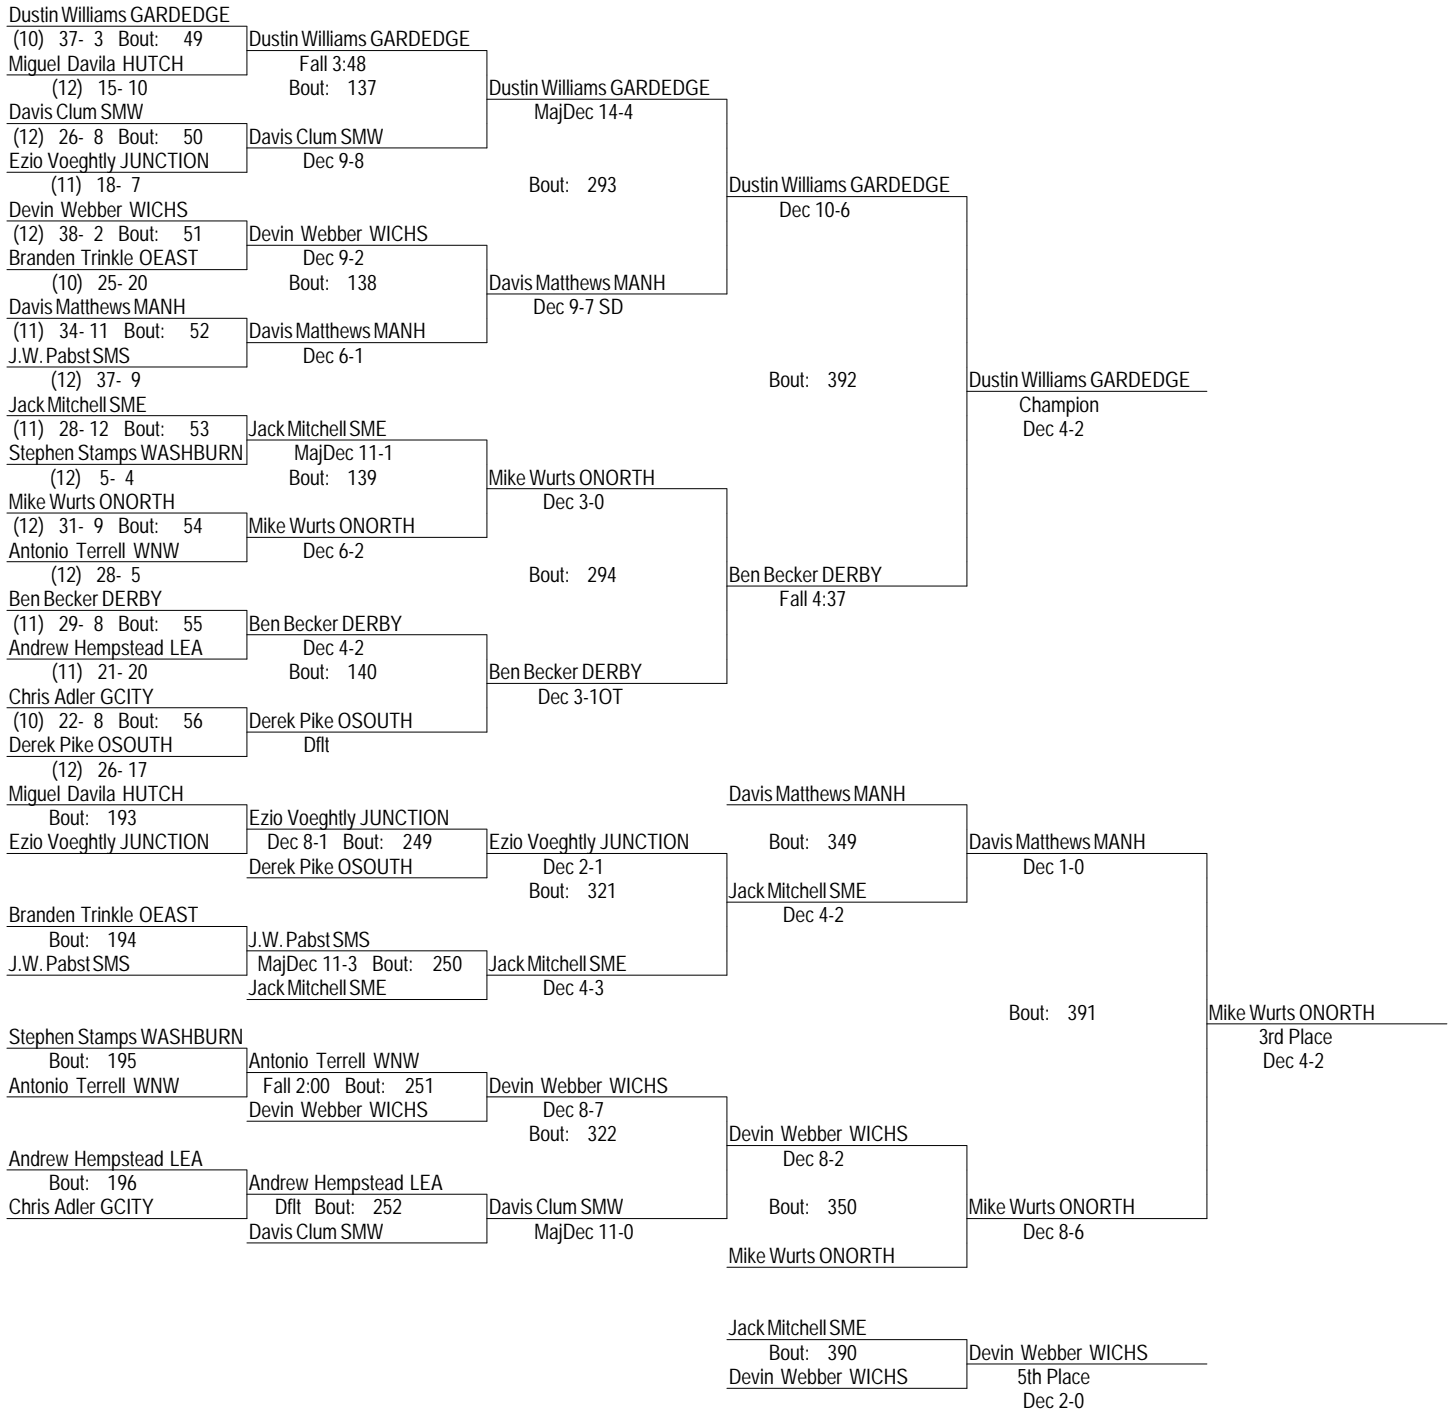 Dustin Williams GARDEDGE
(10) 37- 3 Bout: 49
Dustin Williams GARDEDGE
Miguel Davila HUTCH
Fall 3:48
(12) 15- 10
Bout: 137
Dustin Williams GARDEDGE
Davis Clum SMW
MajDec 14-4
(12) 26- 8 Bout: 50
Davis Clum SMW
Ezio Voeghtly JUNCTION
Dec 9-8
(11) 18- 7
Bout: 293
Dustin Williams GARDEDGE
Devin Webber WICHS
Dec 10-6
(12) 38- 2 Bout: 51
Devin Webber WICHS
Branden Trinkle OEAST
Dec 9-2
(10) 25- 20
Bout: 138
Davis Matthews MANH
Davis Matthews MANH
Dec 9-7 SD
(11) 34- 11 Bout: 52
Davis Matthews MANH
J.W. Pabst SMS
Dec 6-1
(12) 37- 9
Bout: 392
Dustin Williams GARDEDGE
Jack Mitchell SME
Champion
(11) 28- 12 Bout: 53
Jack Mitchell SME
Dec 4-2
Stephen Stamps WASHBURN
MajDec 11-1
(12) 5- 4
Bout: 139
Mike Wurts ONORTH
Mike Wurts ONORTH
Dec 3-0
(12) 31- 9 Bout: 54
Mike Wurts ONORTH
Antonio Terrell WNW
Dec 6-2
(12) 28- 5
Bout: 294
Ben Becker DERBY
Ben Becker DERBY
Fall 4:37
(11) 29- 8 Bout: 55
Ben Becker DERBY
Andrew Hempstead LEA
Dec 4-2
(11) 21- 20
Bout: 140
Ben Becker DERBY
Chris Adler GCITY
Dec 3-1OT
(10) 22- 8 Bout: 56
Derek Pike OSOUTH
Derek Pike OSOUTH
Dflt
(12) 26- 17
Miguel Davila HUTCH
Davis Matthews MANH
Bout: 193
Ezio Voeghtly JUNCTION
Ezio Voeghtly JUNCTION
Dec 8-1 Bout: 249
Ezio Voeghtly JUNCTION
Bout: 349
Davis Matthews MANH
Derek Pike OSOUTH
Dec 2-1
Dec 1-0
Bout: 321
Jack Mitchell SME
Branden Trinkle OEAST
Dec 4-2
Bout: 194
J.W. Pabst SMS
J.W. Pabst SMS
MajDec 11-3 Bout: 250
Jack Mitchell SME
Jack Mitchell SME
Dec 4-3
Bout: 391
Mike Wurts ONORTH
Stephen Stamps WASHBURN
3rd Place
Bout: 195
Antonio Terrell WNW
Dec 4-2
Antonio Terrell WNW
Fall 2:00 Bout: 251
Devin Webber WICHS
Devin Webber WICHS
Dec 8-7
Bout: 322
Devin Webber WICHS
Andrew Hempstead LEA
Dec 8-2
Bout: 196
Andrew Hempstead LEA
Chris Adler GCITY
Dflt Bout: 252
Davis Clum SMW
Bout: 350
Mike Wurts ONORTH
Davis Clum SMW
MajDec 11-0
Dec 8-6
Mike Wurts ONORTH
Jack Mitchell SME
Bout: 390
Devin Webber WICHS
Devin Webber WICHS
5th Place
Dec 2-0